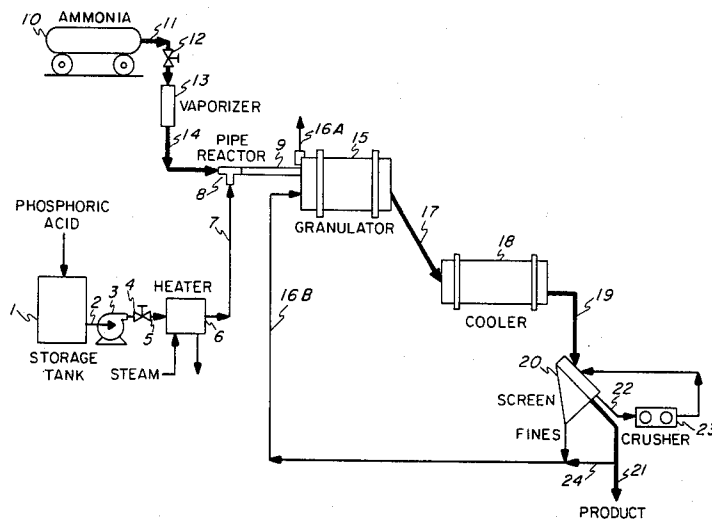 AMMONIA
10
11
12
13
VAPORIZER
14
PIPE
REACTOR
9
8
16A
15
GRANULATOR
7
17
PHOSPHORIC
ACID
1
2
3
4
5
HEATER
6
STORAGE
TANK
STEAM
16B
18
COOLER
19
20
SCREEN
22
FINES
CRUSHER
23
24
21
PRODUCT